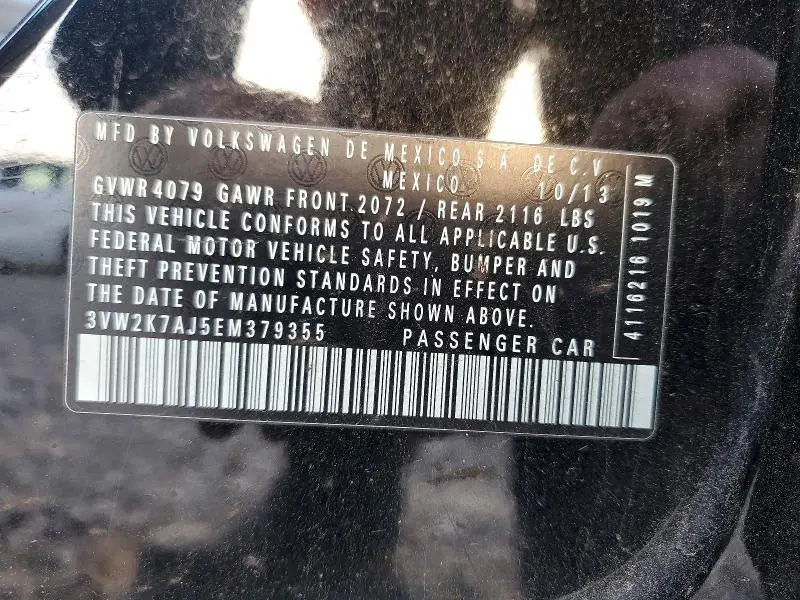 MFD BY VOLKSWAGEN DE MEXICO S.A. DE C.V
MEXICO 10/13
GVWR 4079 GAWR FRONT 2072 / REAR 2116 LBS
THIS VEHICLE CONFORMS TO ALL APPLICABLE U.S.
FEDERAL MOTOR VEHICLE SAFETY, BUMPER AND
THEFT PREVENTION STANDARDS IN EFFECT ON
THE DATE OF MANUFACTURE SHOWN ABOVE.
3VW2K7AJ5EM379355 PASSENGER CAR
4116216 1019 M